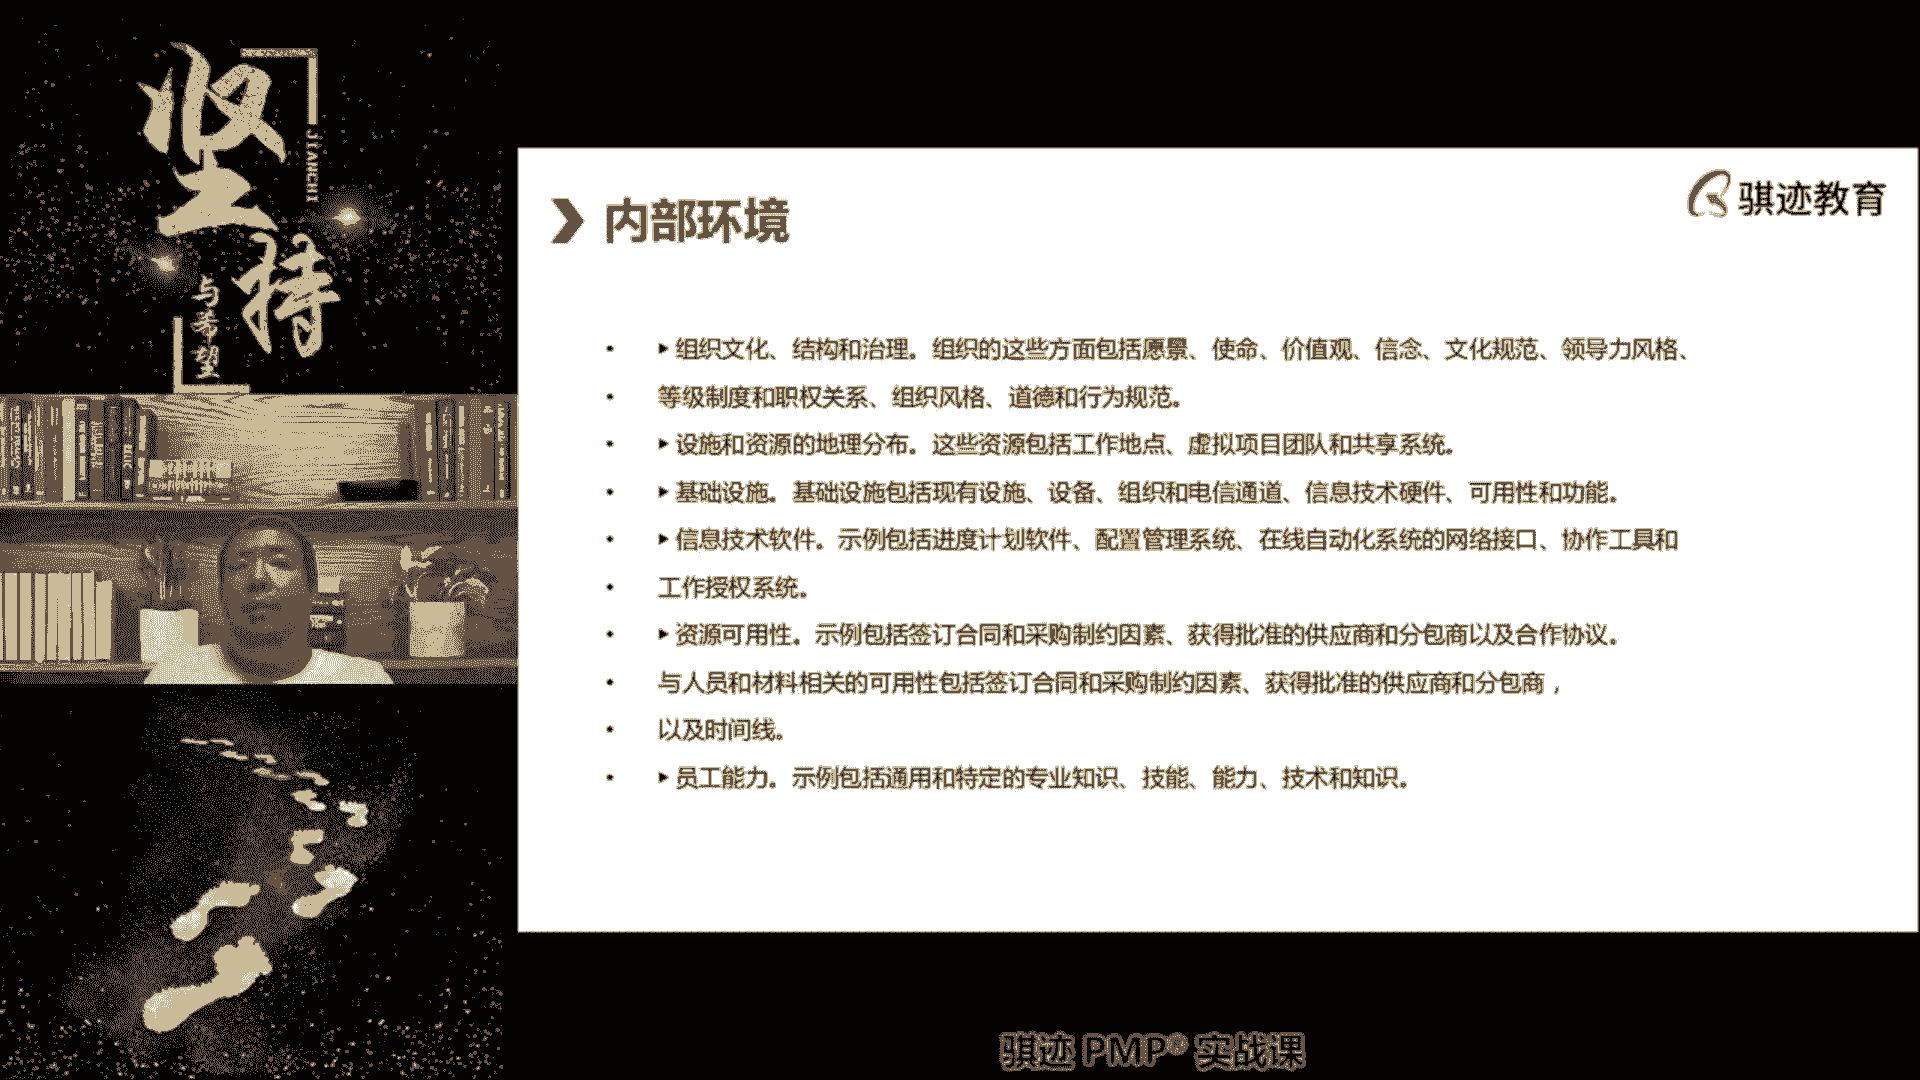 坚持
JIANCHI
与希望
骐迹教育
内部环境
• ▸组织文化、结构和治理。组织的这些方面包括愿景、使命、价值观、信念、文化规范、领导力风格、
• 等级制度和职权关系、组织风格、道德和行为规范。
• ▸设施和资源的地理分布。这些资源包括工作地点、虚拟项目团队和共享系统。
• ▸基础设施。基础设施包括现有设施、设备、组织和电信通道、信息技术硬件、可用性和功能。
• ▸信息技术软件。示例包括进度计划软件、配置管理系统、在线自动化系统的网络接口、协作工具和
• 工作授权系统。
• ▸资源可用性。示例包括签订合同和采购制约因素、获得批准的供应商和分包商以及合作协议。
• 与人员和材料相关的可用性包括签订合同和采购制约因素、获得批准的供应商和分包商，
• 以及时间线。
• ▸员工能力。示例包括通用和特定的专业知识、技能、能力、技术和知识。
骐迹 PMP® 实战课